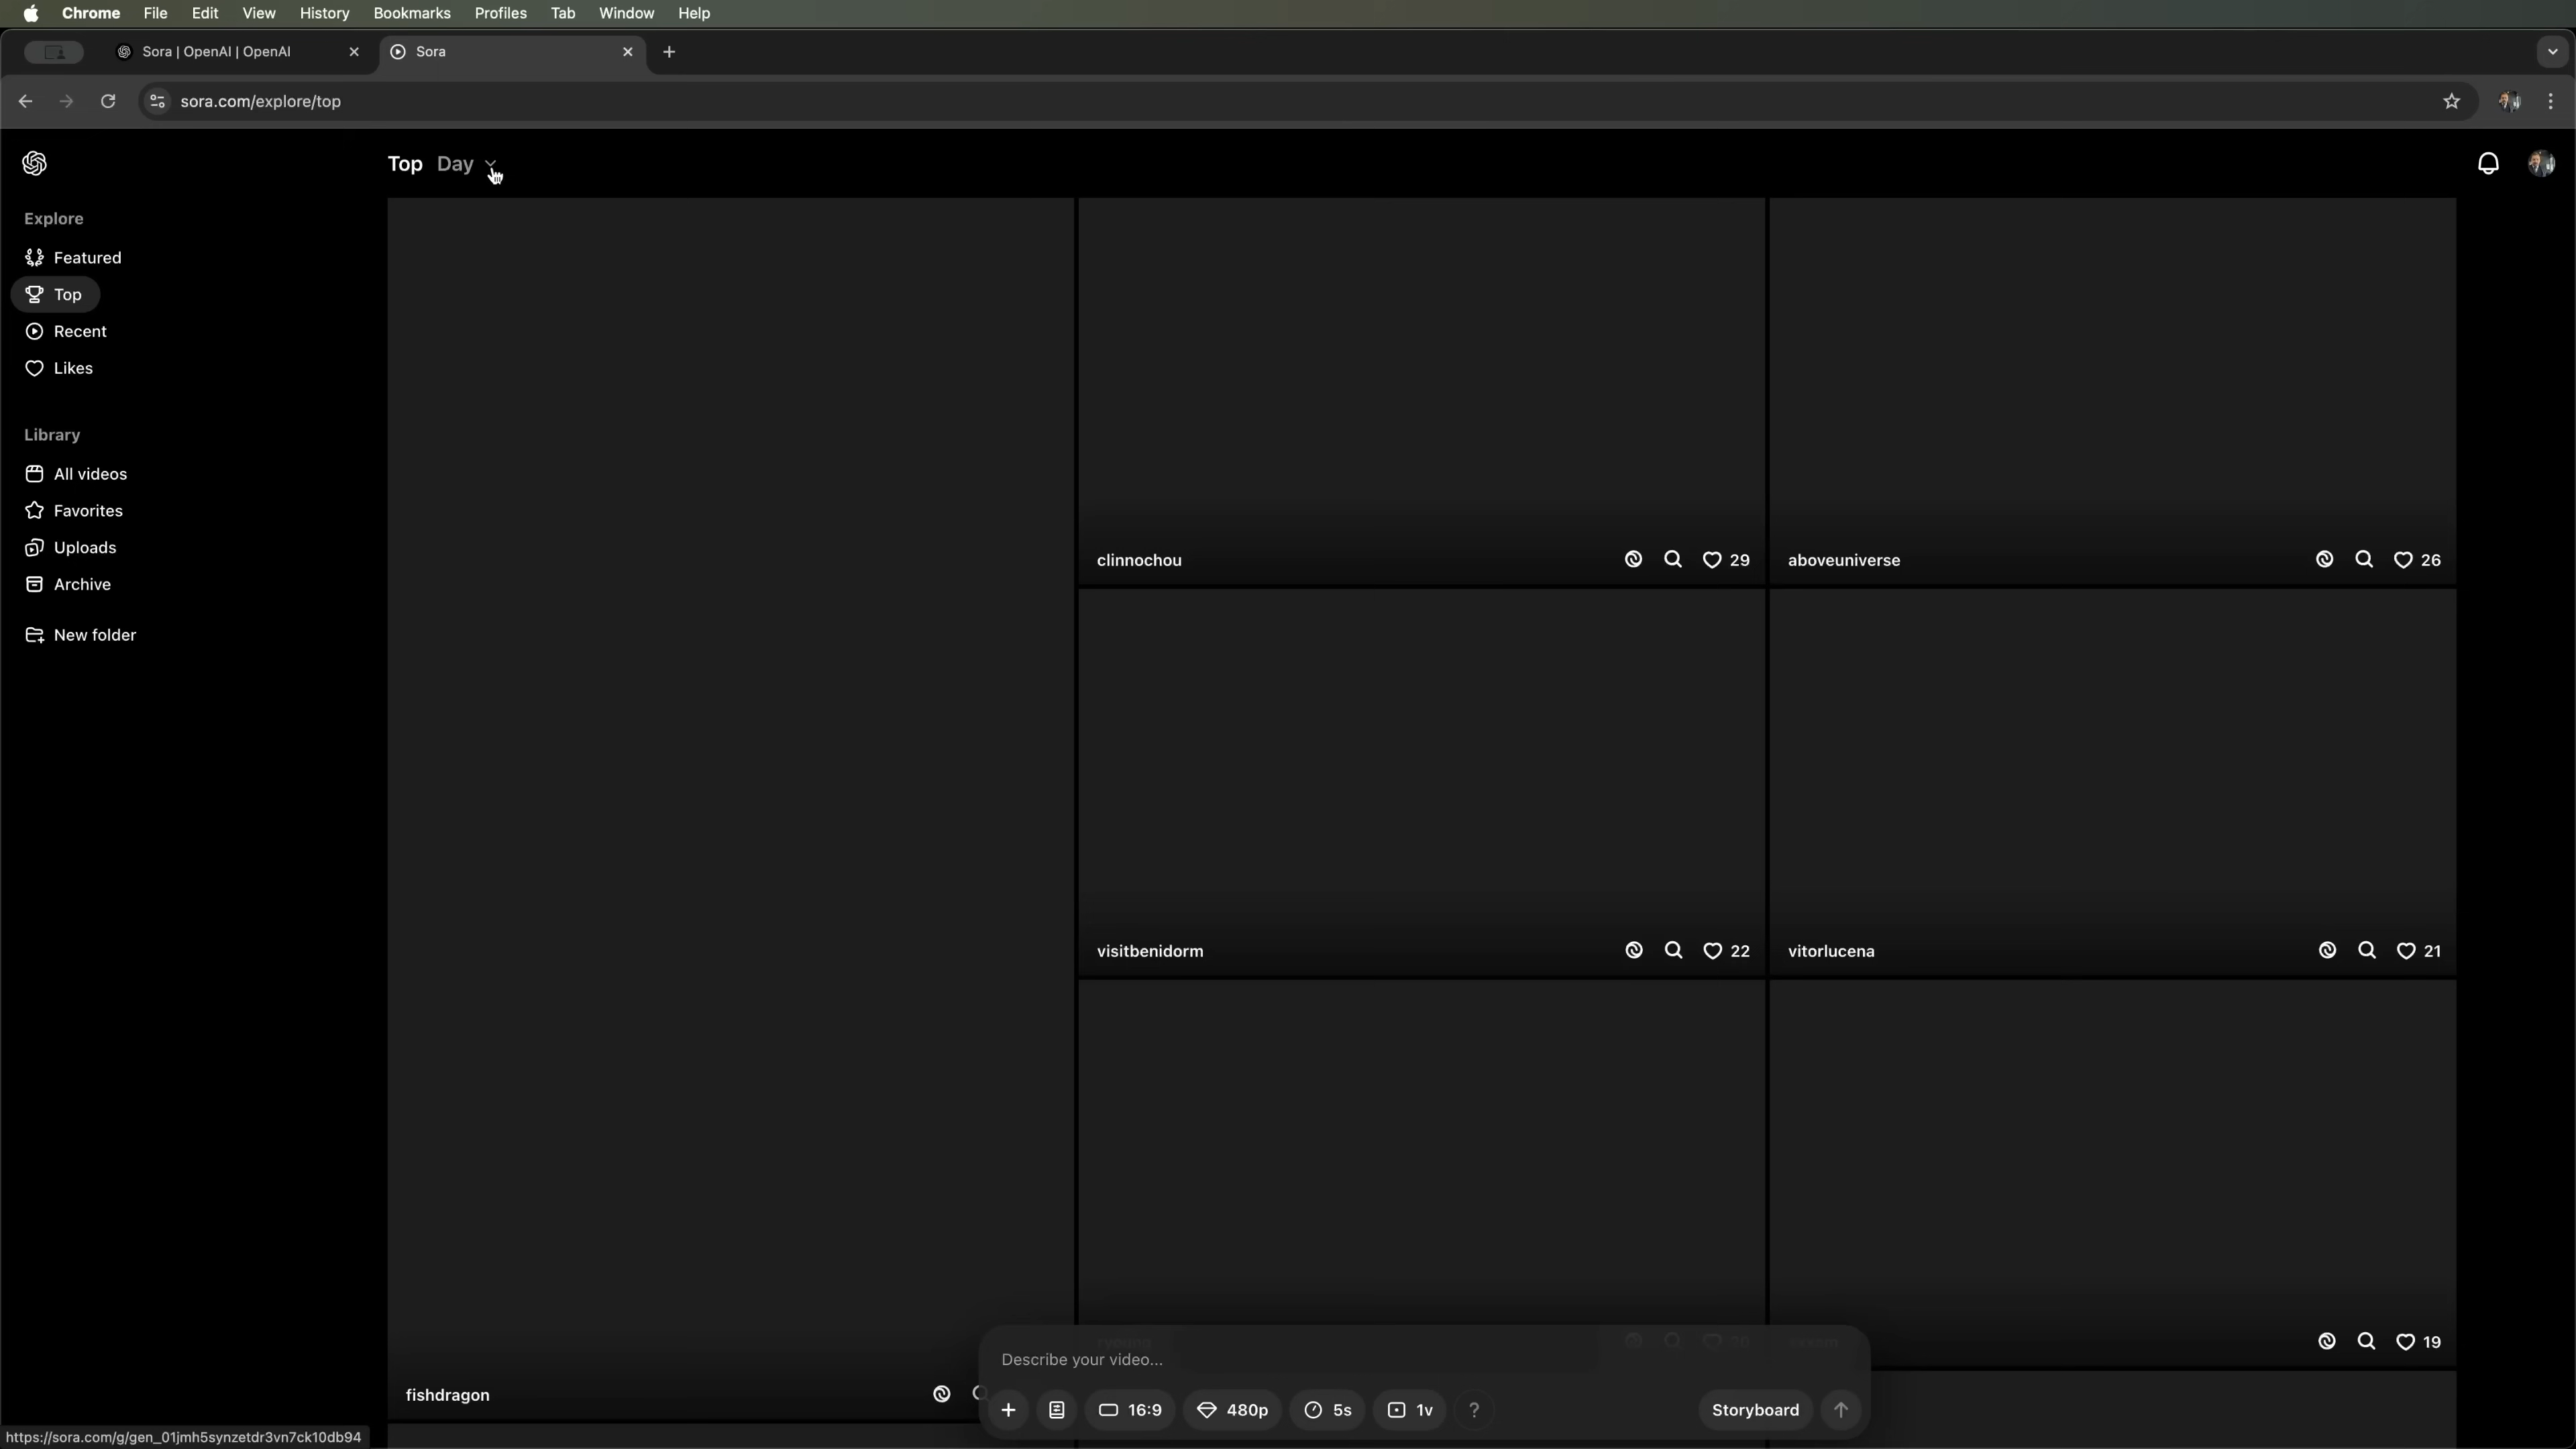 Chrome File Edit View History Bookmarks Profiles Tab Window Help
Sora | OpenAI | OpenAI
Sora
sora.com/explore/top
Top Day
Explore
Featured
Top
Recent
Likes
Library
All videos
Favorites
Uploads
Archive
New folder
clinnochou 29
aboveuniverse 26
visitbenidorm 22
vitorlucena 21
19
fishdragon
Describe your video...
16:9 480p 5s 1v ? Storyboard
https://sora.com/g/gen_01jmh5synzetdr3vn7ck10db94